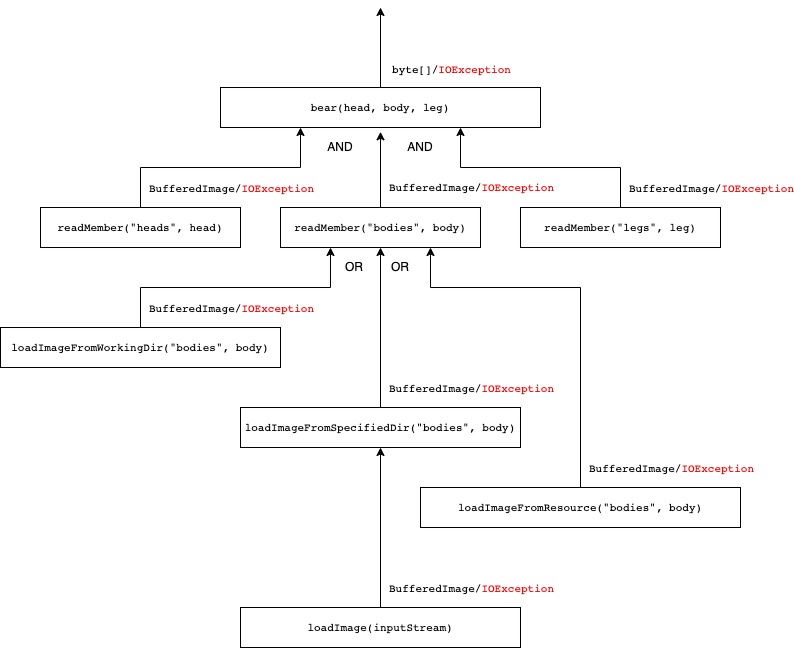 byte[]/IOException
bear(head, body, leg)
AND
AND
BufferedImage/IOException
BufferedImage/IOException
BufferedImage/IOException
readMember("heads", head)
readMember("bodies", body)
readMember("legs", leg)
OR
OR
BufferedImage/IOException
loadImageFromWorkingDir("bodies", body)
BufferedImage/IOException
loadImageFromSpecifiedDir("bodies", body)
BufferedImage/IOException
loadImageFromResource("bodies", body)
BufferedImage/IOException
loadImage(inputStream)